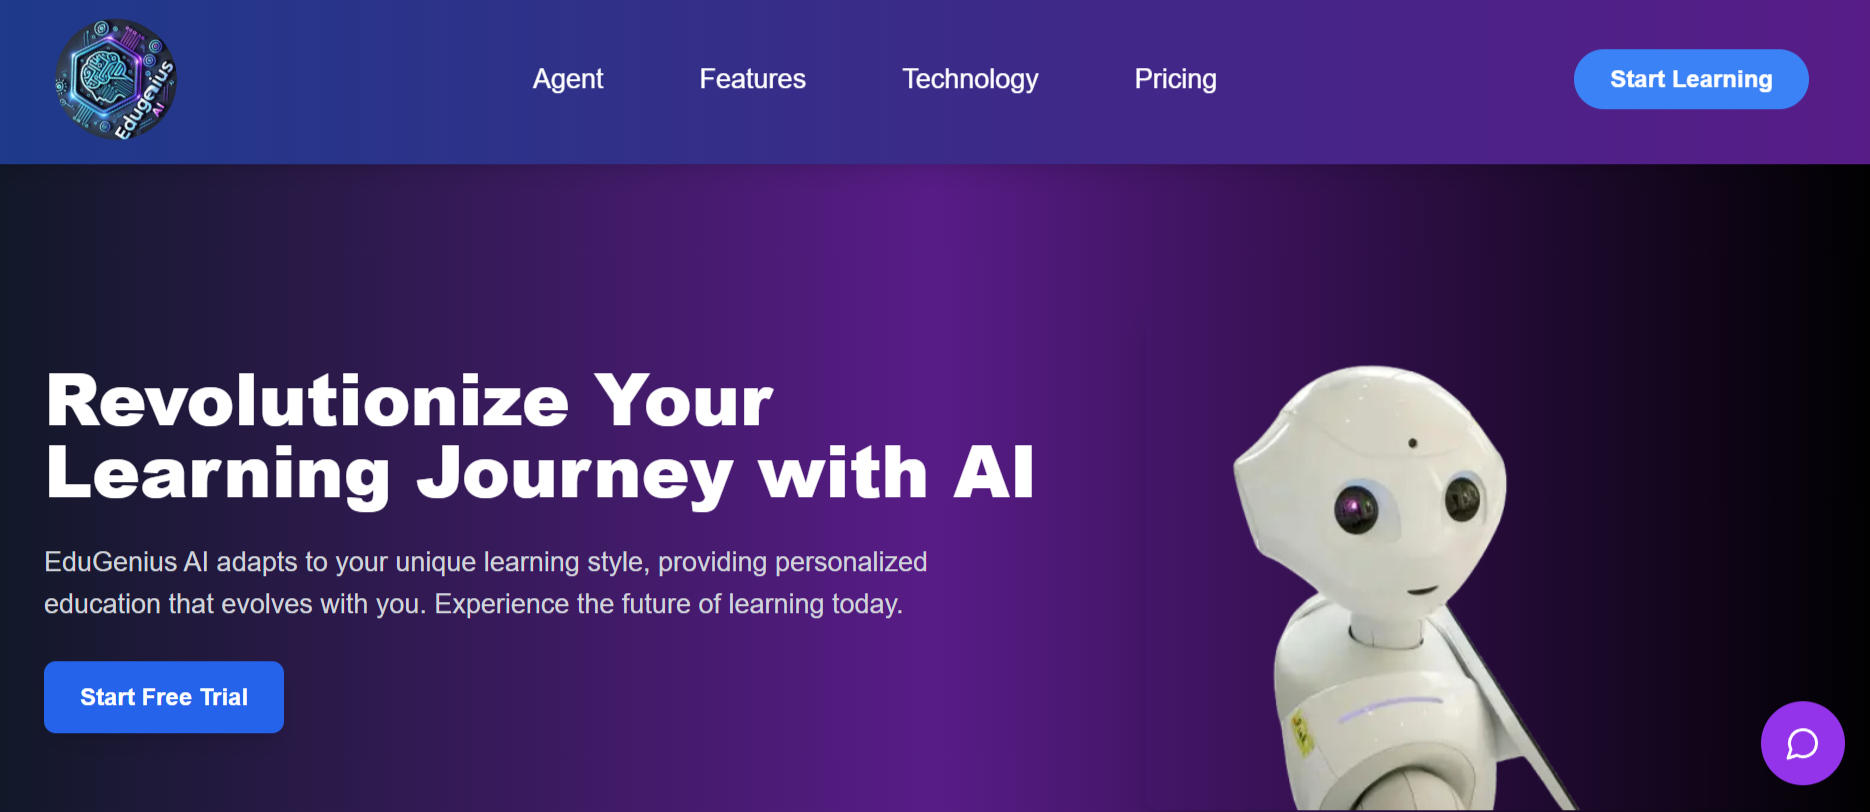 Edugenius
AI
Agent
Features
Technology
Pricing
Start Learning
Revolutionize Your
Learning Journey with AI
EduGenius AI adapts to your unique learning style, providing personalized
education that evolves with you. Experience the future of learning today.
Start Free Trial